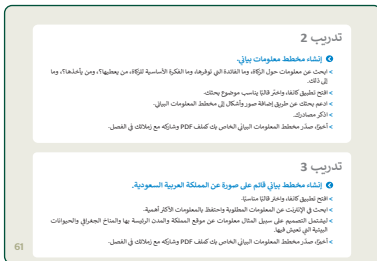 تدريب 2
إنشاء مخطط معلومات بياني.
> ابحث عن معلومات حول الزكاة، وما الفائدة التي توفرها، وما الفكرة الأساسية للزكاة، من يعطيها؟، ومن يأخذها؟، وما
إلى ذلك.
> افتح تطبيق كانفا، واختر قالبًا يناسب موضوع بحثك.
> ادعم بحثك عن طريق إضافة صور وأشكال إلى مخطط المعلومات البياني.
> اذكر مصادرك.
> أخيرًا، صدّر مخطط المعلومات البياني الخاص بك كملف PDF وشاركه مع زملائك في الفصل.
تدريب 3
إنشاء مخطط بياني قائم على صورة عن المملكة العربية السعودية.
> افتح تطبيق كانفا، واختر قالبًا مناسبًا.
> ابحث في الإنترنت عن المعلومات المطلوبة واحتفظ بالمعلومات الأكثر أهمية.
> ليشتمل التصميم على سبيل المثال معلومات عن موقع المملكة والمدن الرئيسة بها والمناخ الجغرافي والحيوانات
البيئية التي تعيش فيها.
> أخيرًا، صدّر مخطط المعلومات البياني الخاص بك كملف PDF وشاركه مع زملائك في الفصل.
61